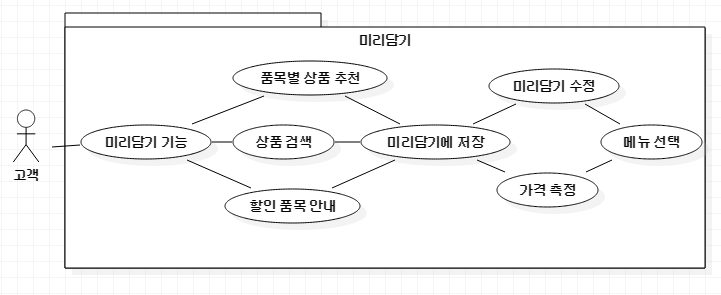 미리담기
품목별 상품 추천
미리담기 수정
미리담기 기능
상품 검색
미리담기에 저장
메뉴 선택
고객
할인 품목 안내
가격 측정